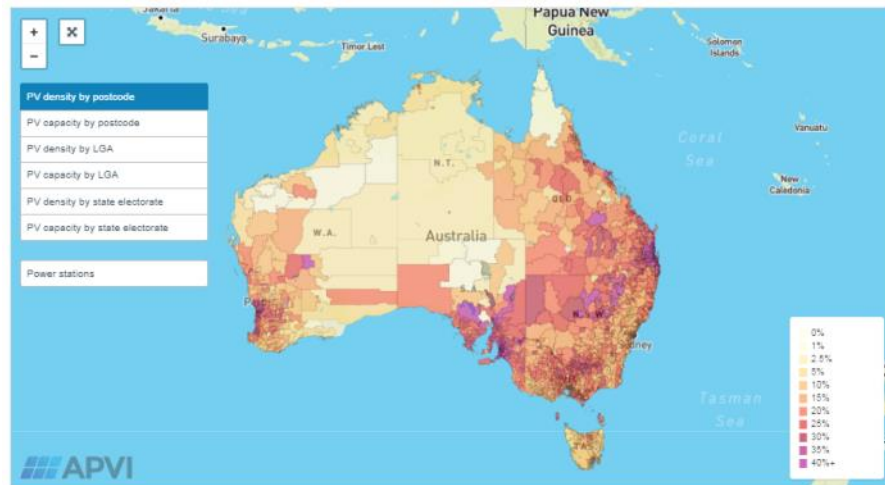 Jakarta
Surabaya
Timor Lest
Papua New
Guinea
Solomon
Islands
+
−
PV density by postcode
PV capacity by postcode
PV density by LGA
PV capacity by LGA
PV density by state electorate
PV capacity by state electorate
Power stations
Coral
Sea
Vanuatu
New
Caledonia
N.T.
QLD
W.A.
Australia
S.A.
N.S.W.
TAS
Tasman
Sea
0%
1%
2.5%
5%
10%
15%
20%
25%
30%
35%
40%+
APVI